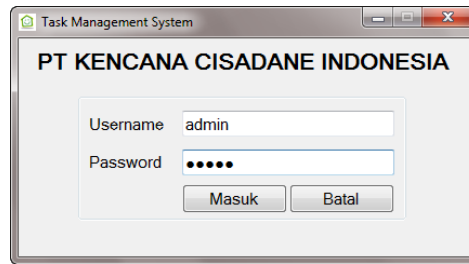 Task Management System
PT KENCANA CISADANE INDONESIA
Username admin
Password ●●●●●
Masuk Batal